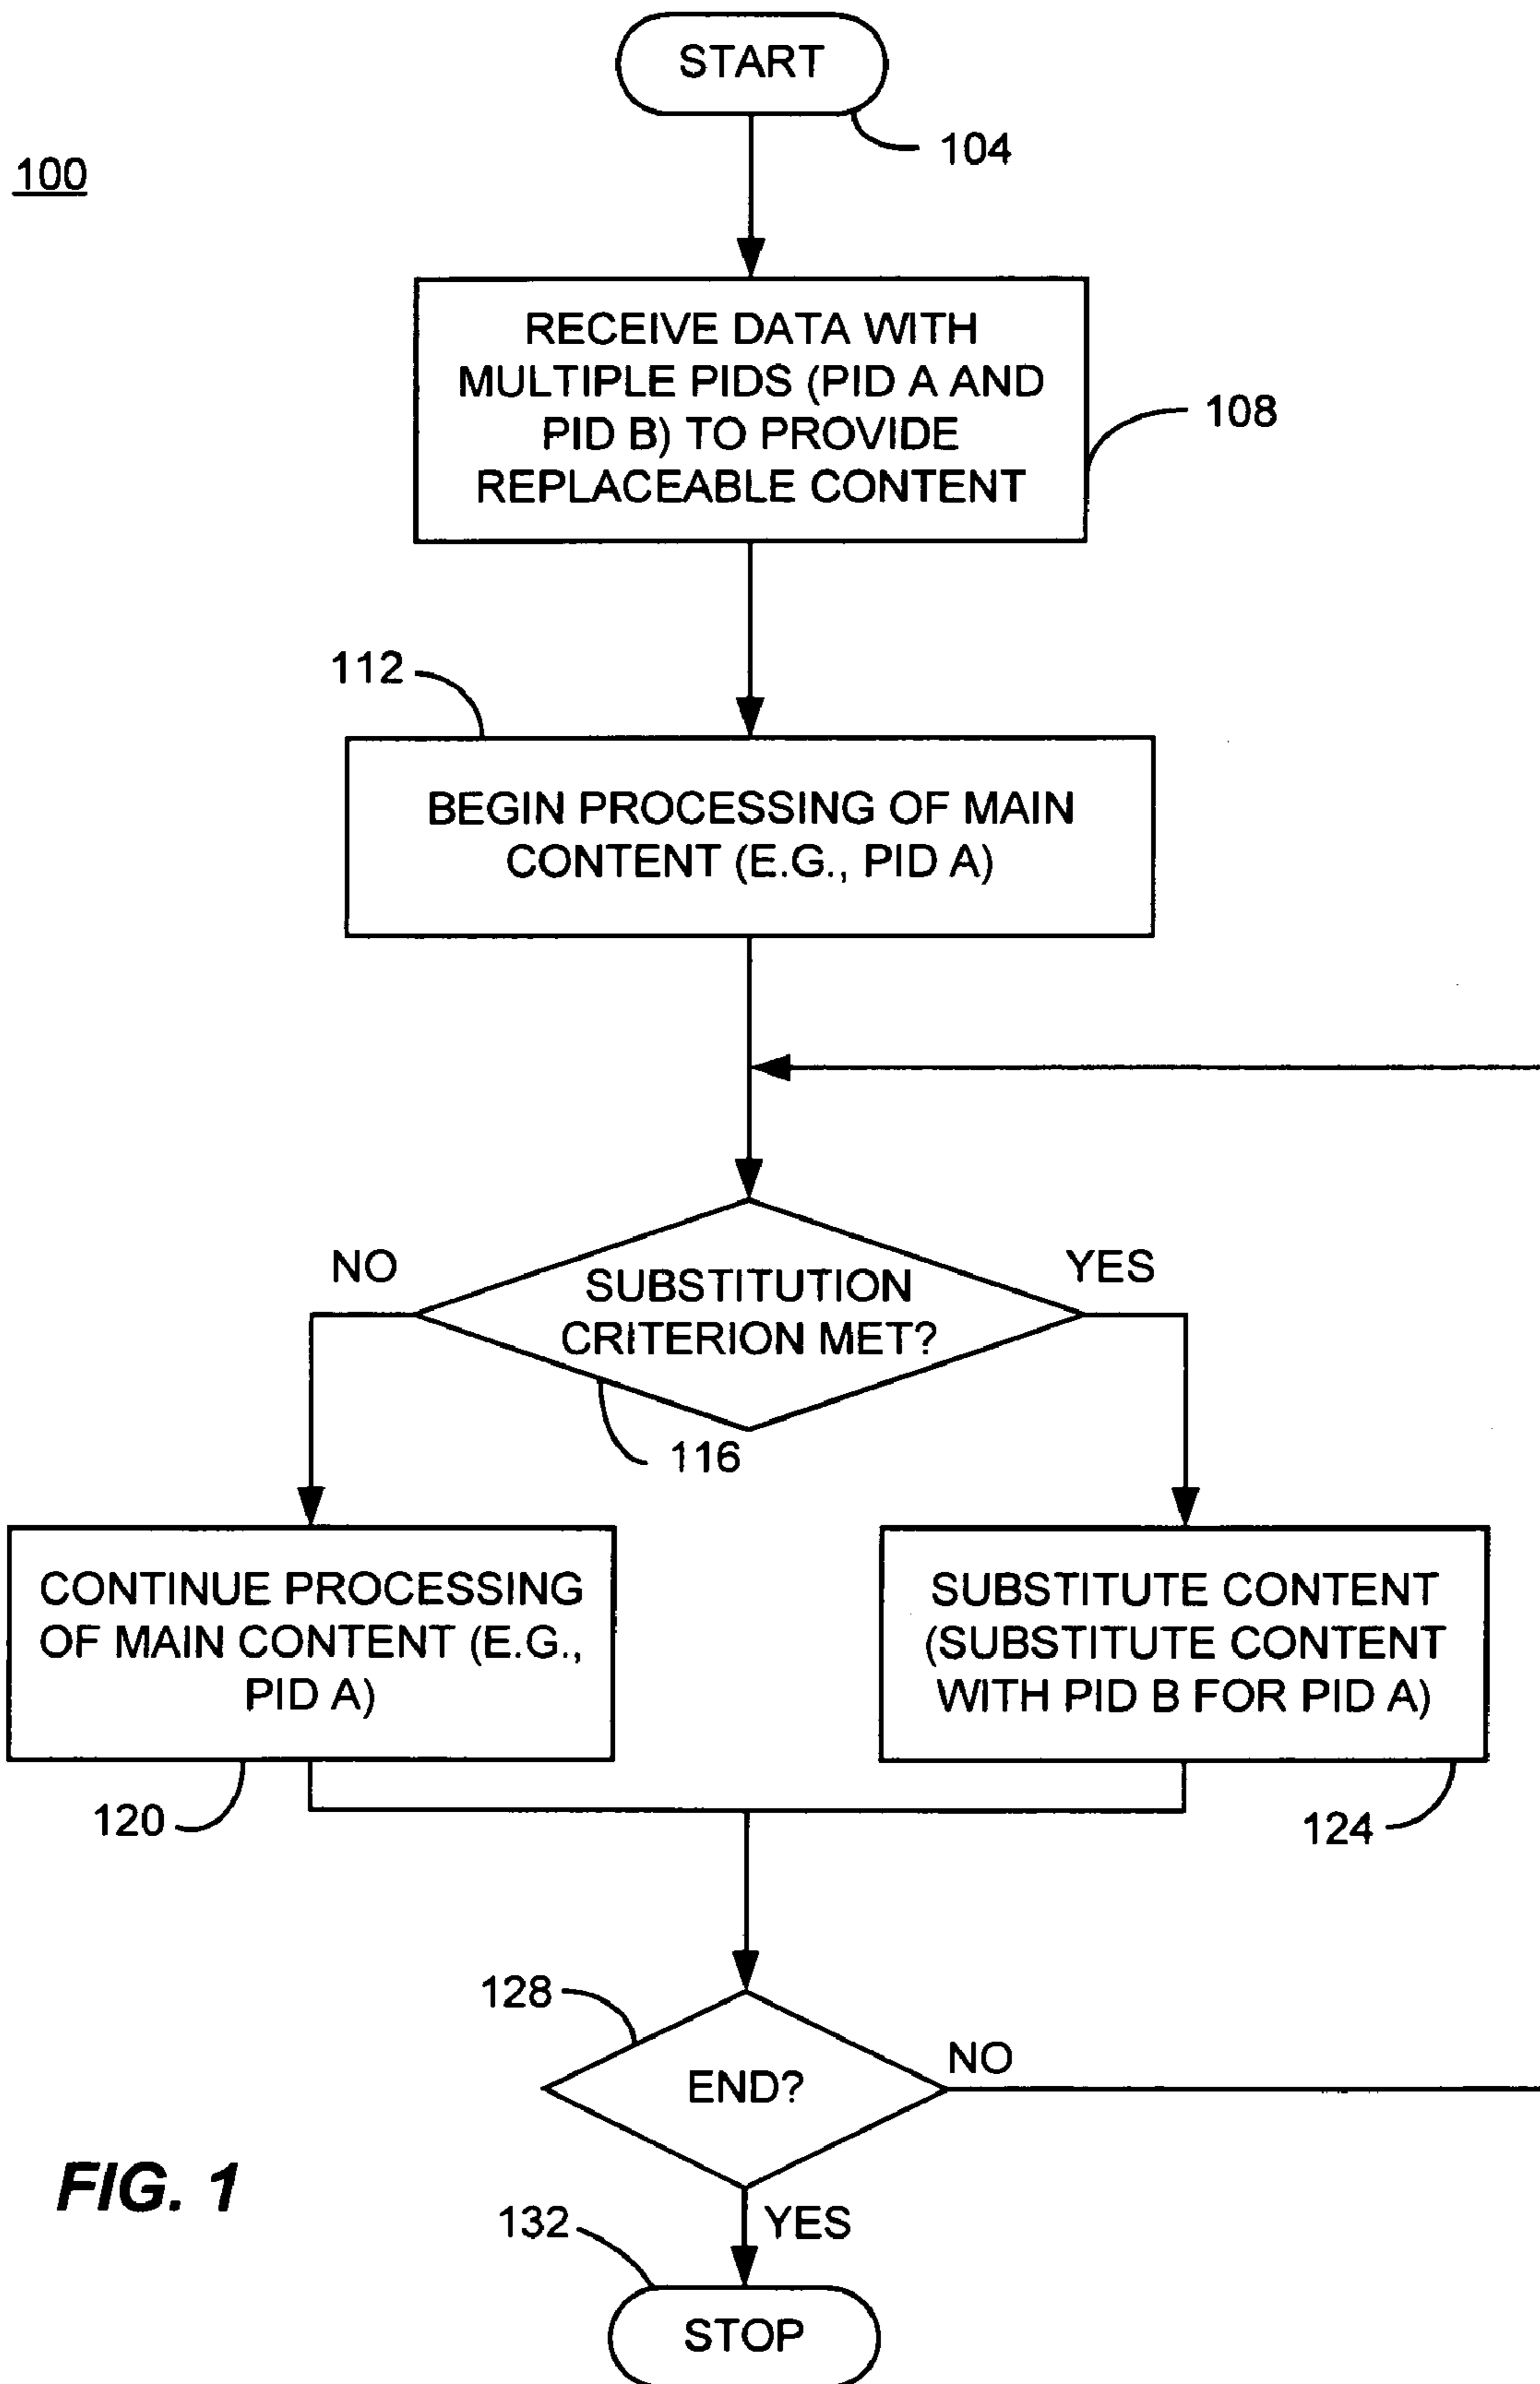 START
104
100
RECEIVE DATA WITH
MULTIPLE PIDS (PID A AND
PID B) TO PROVIDE
REPLACEABLE CONTENT
108
112
BEGIN PROCESSING OF MAIN
CONTENT (E.G., PID A)
NO
YES
SUBSTITUTION
CRITERION MET?
116
CONTINUE PROCESSING
OF MAIN CONTENT (E.G.,
PID A)
SUBSTITUTE CONTENT
(SUBSTITUTE CONTENT
WITH PID B FOR PID A)
120
124
128
END?
NO
FIG. 1
YES
132
STOP